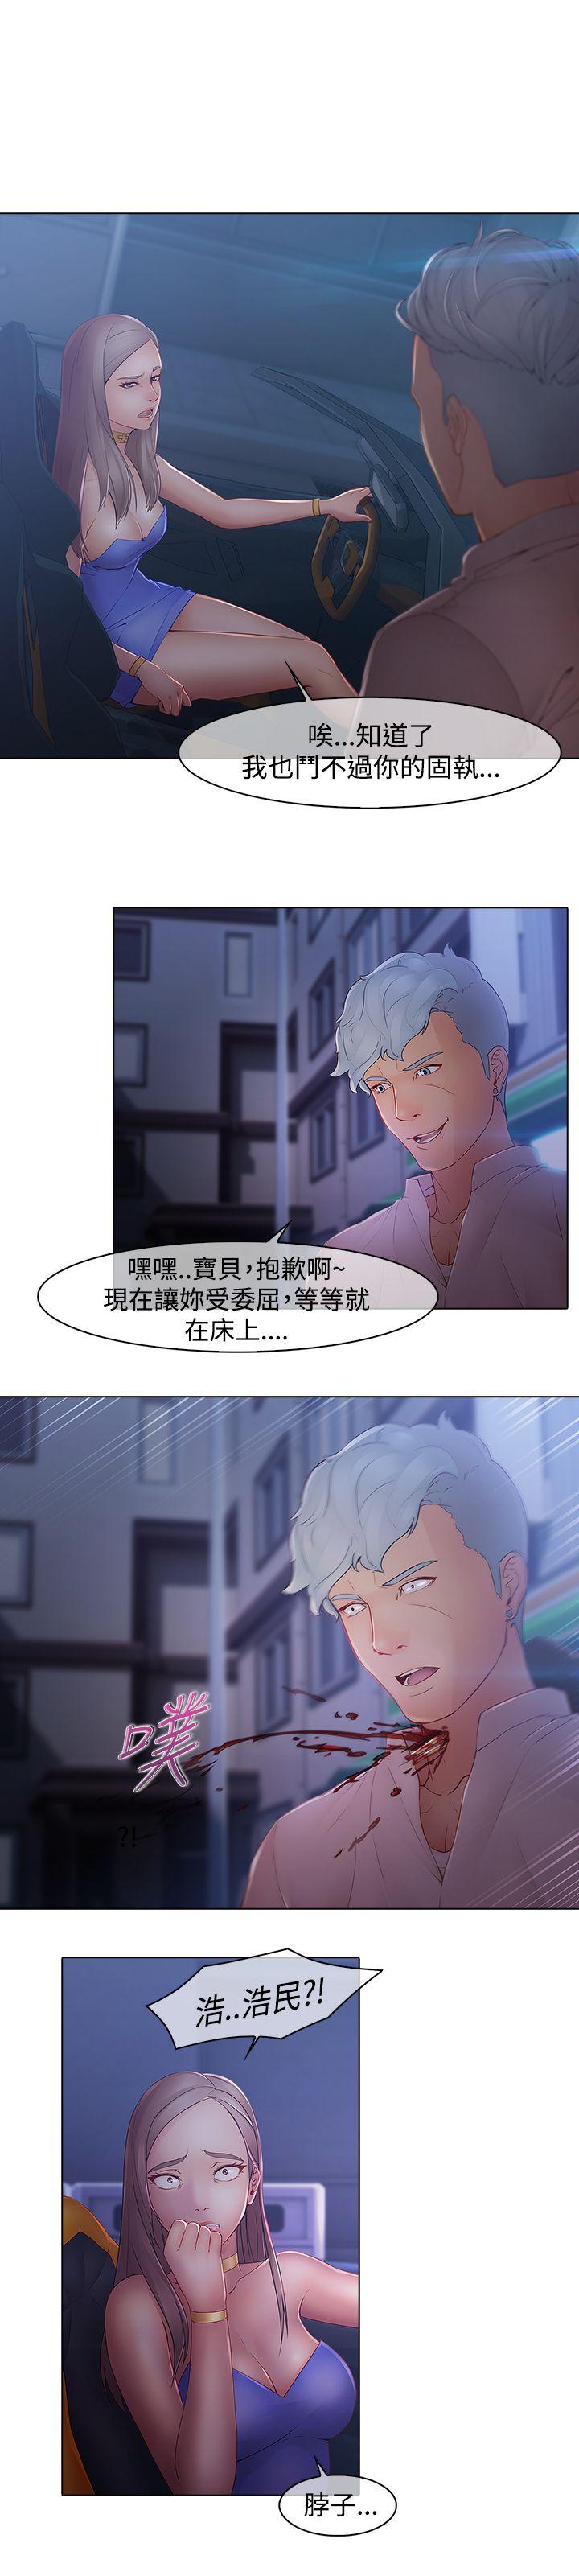 唉...知道了
我也鬥不過你的固執...
嘿嘿..寶貝,抱歉啊~
現在讓妳受委屈,等等就
在床上....
噗
?!
浩..浩民?!
脖子...